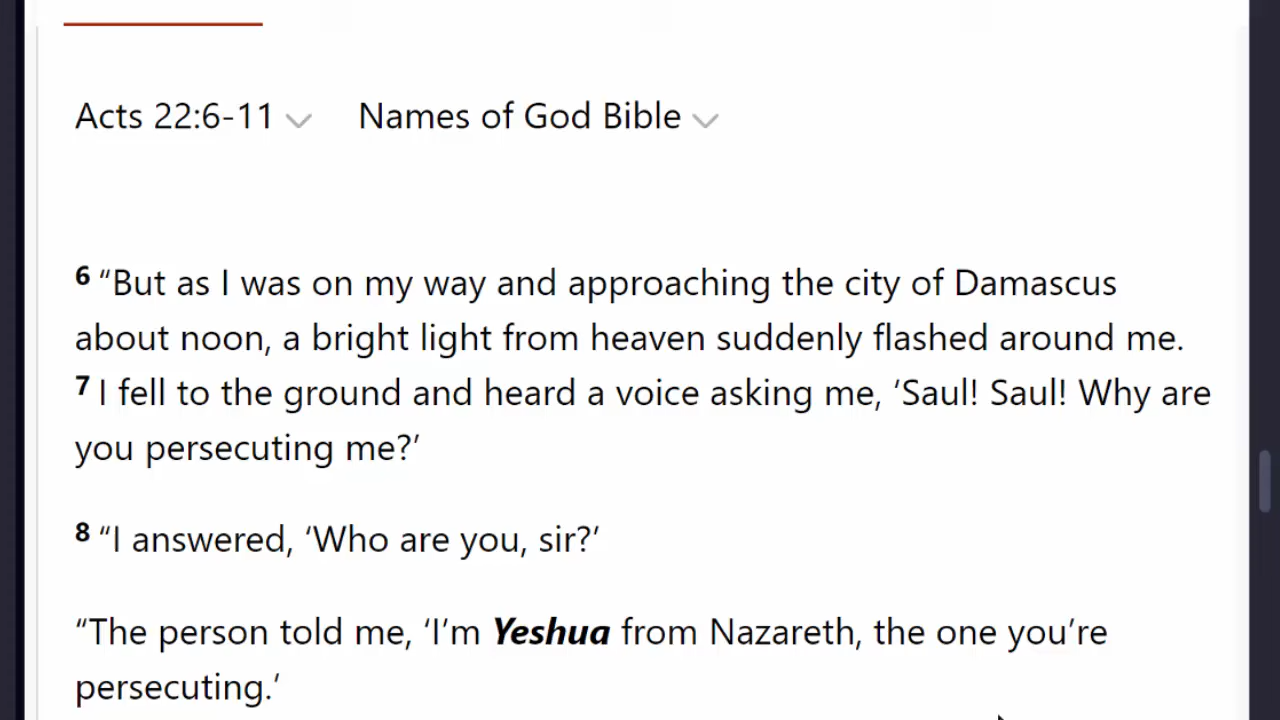 Acts 22:6-11 Names of God Bible
6 “But as I was on my way and approaching the city of Damascus
about noon, a bright light from heaven suddenly flashed around me.
7 I fell to the ground and heard a voice asking me, ‘Saul! Saul! Why are
you persecuting me?’
8 “I answered, ‘Who are you, sir?’
“The person told me, ‘I’m Yeshua from Nazareth, the one you’re
persecuting.’